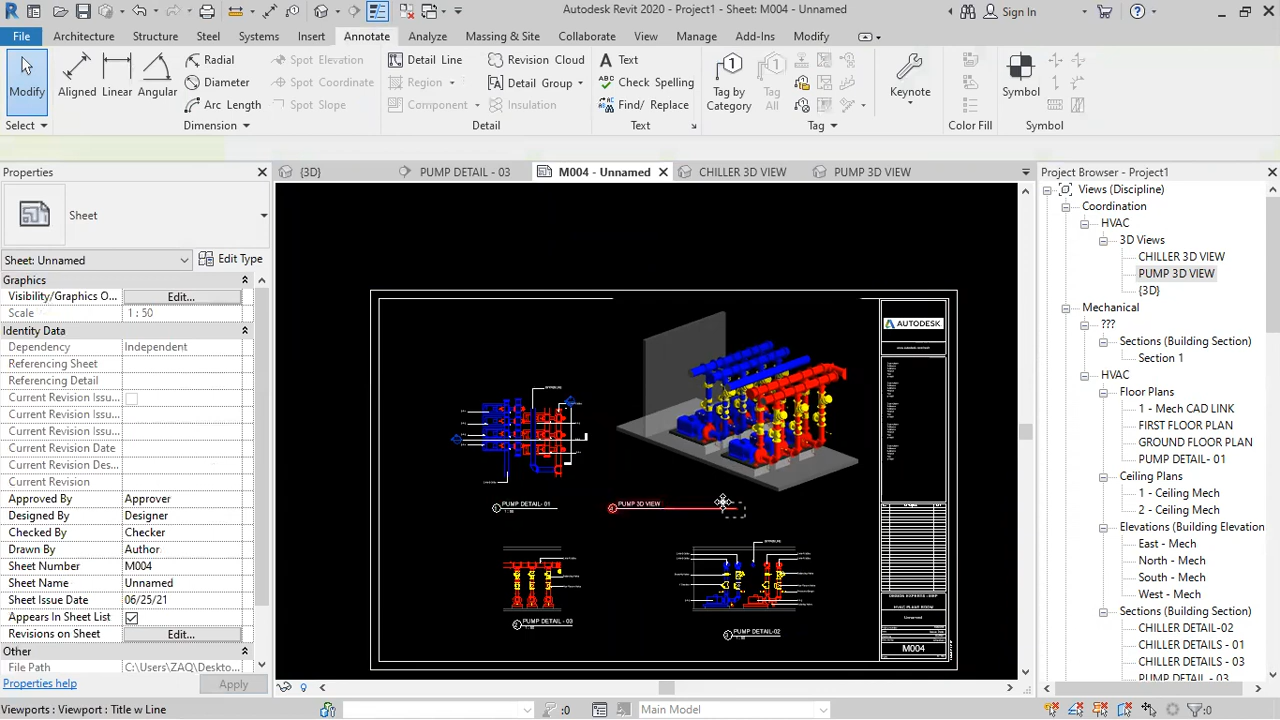 Autodesk Revit 2020 - Project1 - Sheet: M004 - Unnamed
Sign In
File Architecture Structure Steel Systems Insert Annotate Analyze Massing & Site Collaborate View Manage Add-Ins Modify
Modify
Select
Aligned
Linear
Angular
Radial
Diameter
Arc Length
Spot Elevation
Spot Coordinate
Spot Slope
Dimension
Detail Line
Region
Component
Revision Cloud
Detail Group
Insulation
Detail
Text
Check Spelling
Find/ Replace
Text
Tag by
Category
Tag
All
Tag
Keynote
Color Fill
Symbol
Symbol
Properties
{3D}
PUMP DETAIL - 03
M004 - Unnamed
CHILLER 3D VIEW
PUMP 3D VIEW
Project Browser - Project1
Sheet
Sheet: Unnamed
Edit Type
Graphics
Visibility/Graphics O... Edit...
Scale 1 : 50
Identity Data
Dependency Independent
Referencing Sheet
Referencing Detail
Current Revision Issu...
Current Revision Issu...
Current Revision Issu...
Current Revision Date
Current Revision Des...
Current Revision
Approved By Approver
Designed By Designer
Checked By Checker
Drawn By Author
Sheet Number M004
Sheet Name Unnamed
Sheet Issue Date 03/25/21
Appears In Sheet List
Revisions on Sheet Edit...
Other
File Path C:\Users\ZAC\Deskto...
Properties help
Apply
AUTODESK
PUMP DETAIL- 01
PUMP 3D VIEW
PUMP DETAIL - 03
PUMP DETAIL-02
HVAC PLANT ROOM
Unnamed
M004
Views (Discipline)
Coordination
HVAC
3D Views
CHILLER 3D VIEW
PUMP 3D VIEW
{3D}
Mechanical
???
Sections (Building Section)
Section 1
HVAC
Floor Plans
1 - Mech CAD LINK
FIRST FLOOR PLAN
GROUND FLOOR PLAN
PUMP DETAIL- 01
Ceiling Plans
1 - Ceiling Mech
2 - Ceiling Mech
Elevations (Building Elevation
East - Mech
North - Mech
South - Mech
West - Mech
Sections (Building Section)
CHILLER DETAIL -02
CHILLER DETAILS - 01
CHILLER DETAILS - 03
PUMP DETAIL - 03
Viewports : Viewport : Title w Line
:0
Main Model
:0